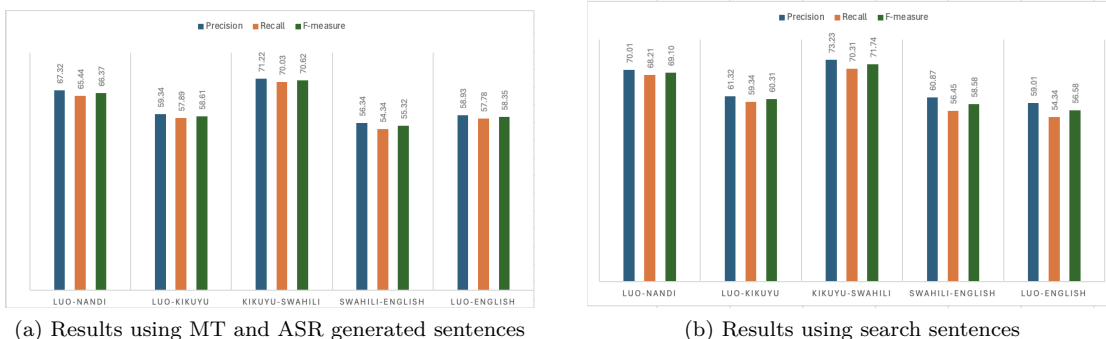 Precision Recall F-measure
67.32 65.44 66.37 59.34 57.89 58.61 71.22 70.03 70.62 56.34 54.34 55.32 58.93 57.78 58.35
LUO-NANDI LUO-KIKUYU KIKUYU-SWAHILI SWAHILI-ENGLISH LUO-ENGLISH
(a) Results using MT and ASR generated sentences
Precision Recall F-measure
70.01 68.21 69.10 61.32 59.34 60.31 73.23 70.31 71.74 60.87 56.45 58.58 59.01 54.34 56.58
LUO-NANDI LUO-KIKUYU KIKUYU-SWAHILI SWAHILI-ENGLISH LUO-ENGLISH
(b) Results using search sentences